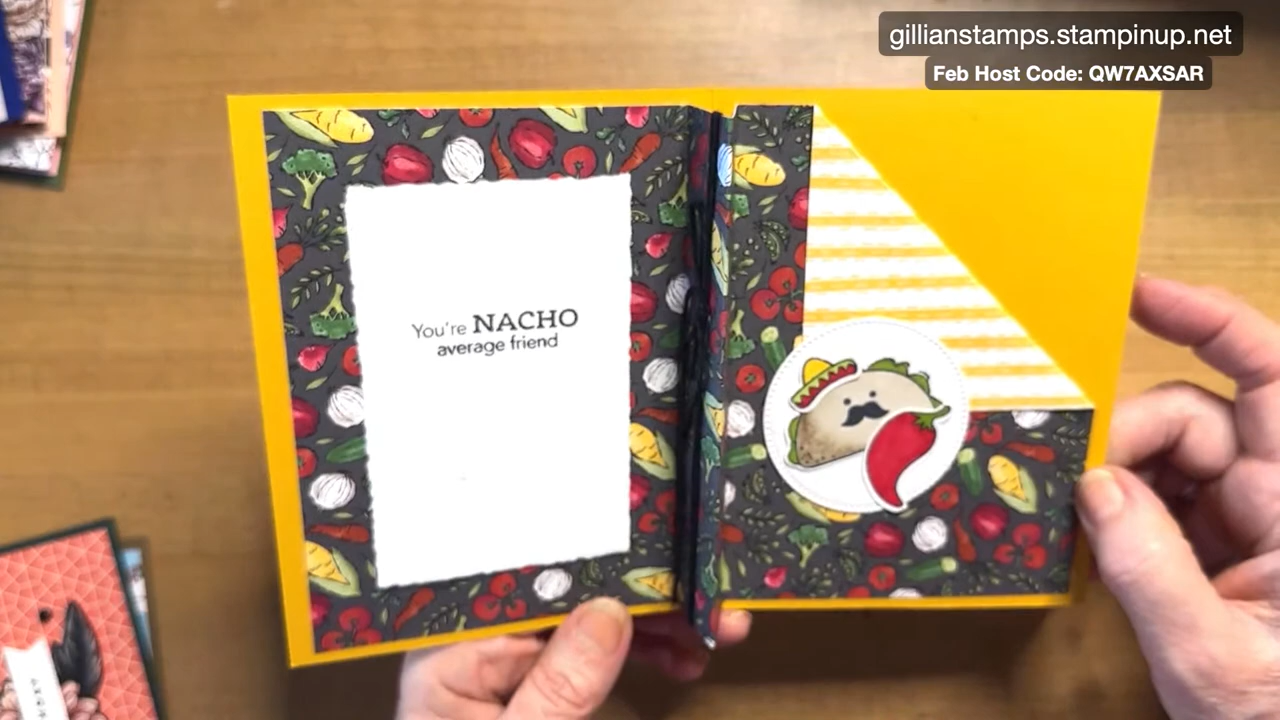 gillianstamps.stampinup.net
Feb Host Code: QW7AXSAR
You're NACHO
average friend